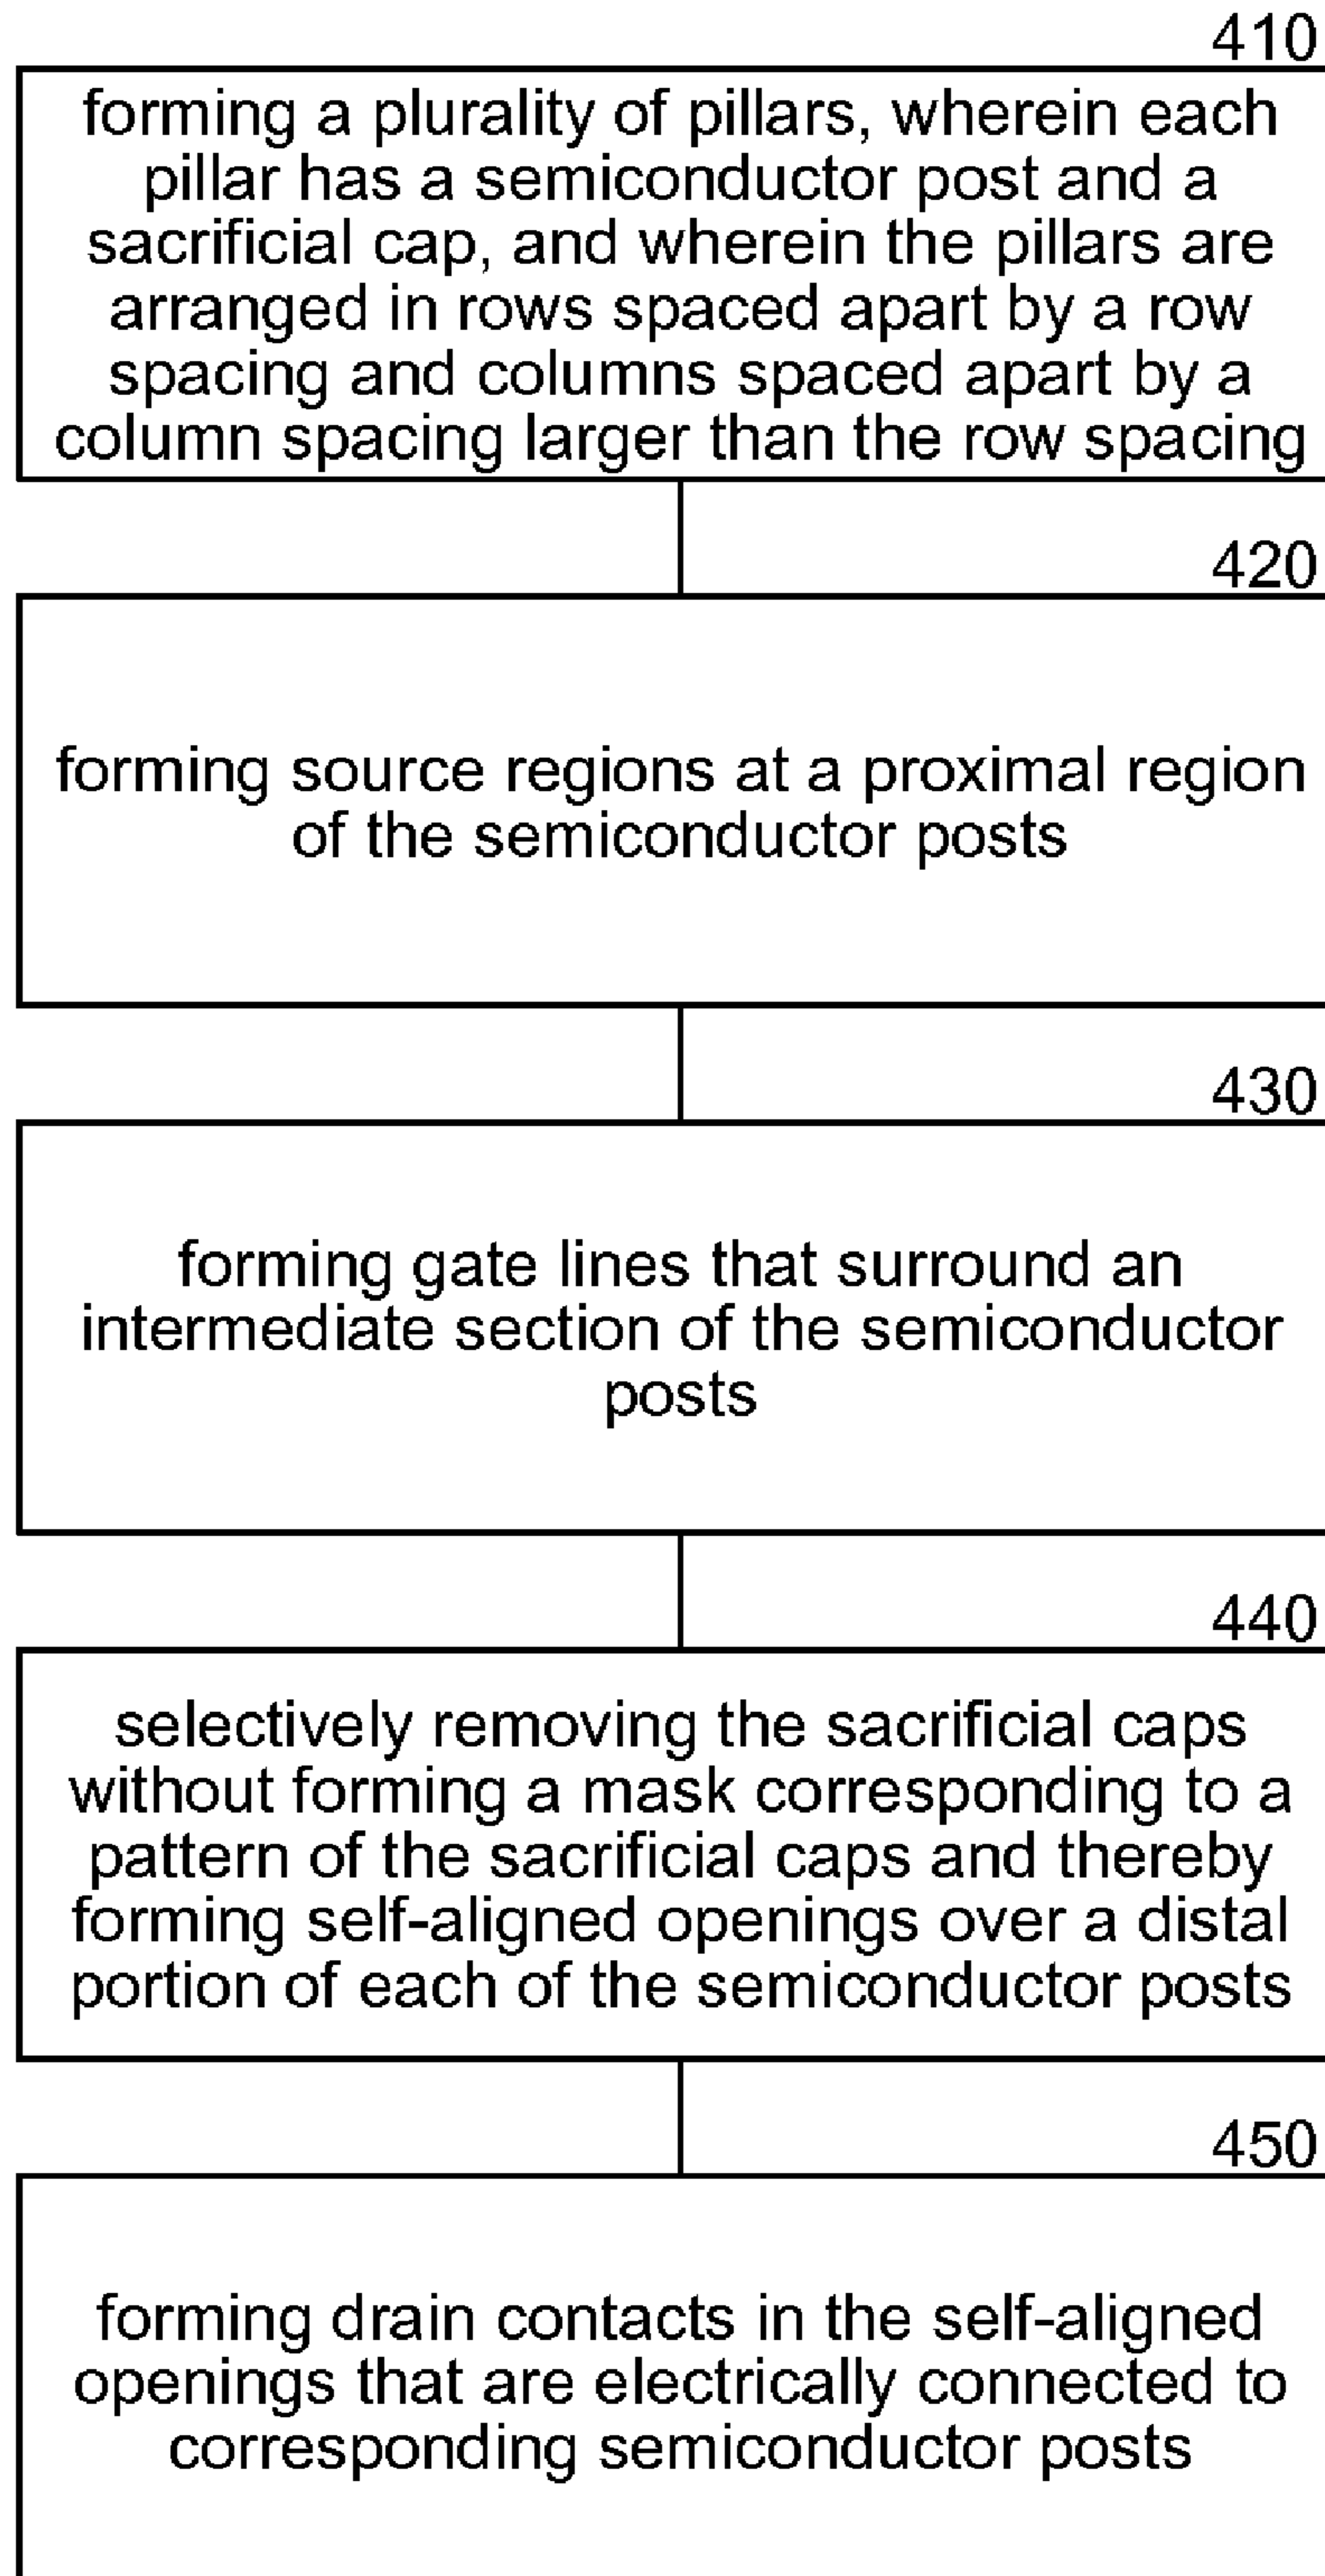 410
forming a plurality of pillars, wherein each
pillar has a semiconductor post and a
sacrificial cap, and wherein the pillars are
arranged in rows spaced apart by a row
spacing and columns spaced apart by a
column spacing larger than the row spacing
420
forming source regions at a proximal region
of the semiconductor posts
430
forming gate lines that surround an
intermediate section of the semiconductor
posts
440
selectively removing the sacrificial caps
without forming a mask corresponding to a
pattern of the sacrificial caps and thereby
forming self-aligned openings over a distal
portion of each of the semiconductor posts
450
forming drain contacts in the self-aligned
openings that are electrically connected to
corresponding semiconductor posts